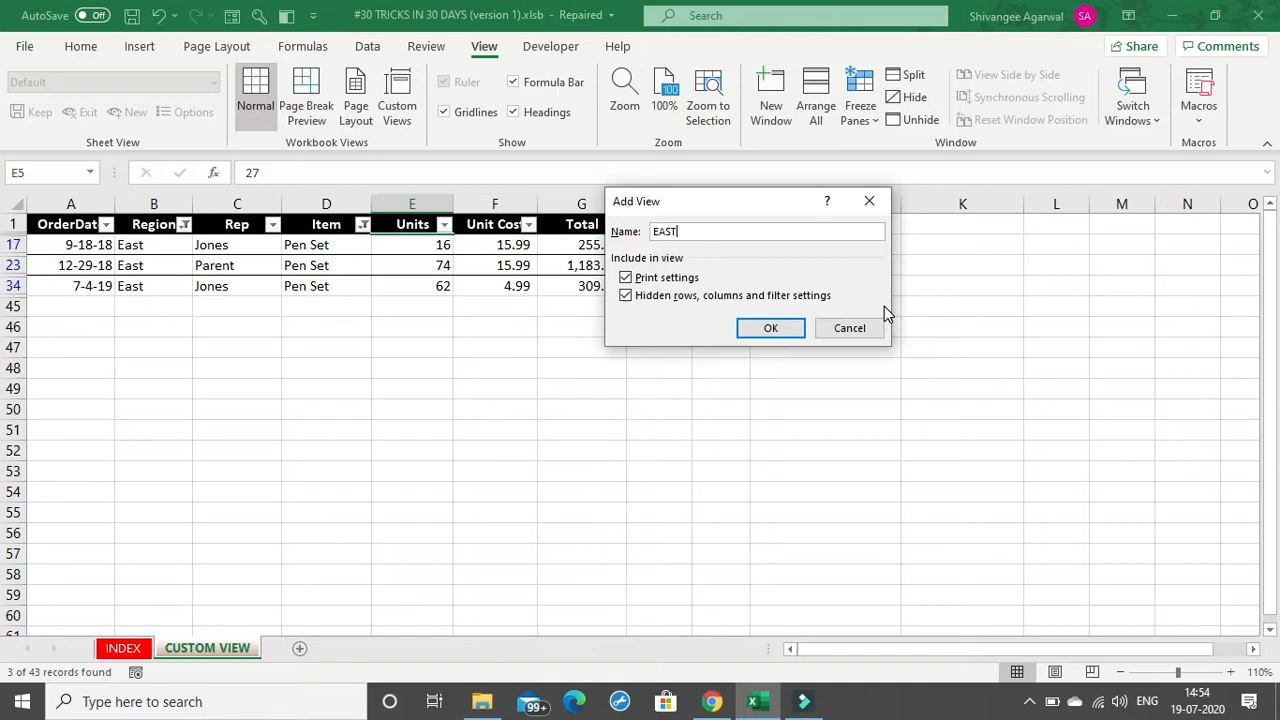 AutoSave Off #30 TRICKS IN 30 DAYS (version 1).xlsb - Repaired Search Shivangee Agarwal SA
File Home Insert Page Layout Formulas Data Review View Developer Help Share Comments
Default Ruler Formula Bar Split View Side by Side
Keep Exit New Options Normal Page Break Preview Page Layout Custom Views Gridlines Headings Zoom 100% 100 Zoom to Selection New Window Arrange All Freeze Panes Hide Unhide Synchronous Scrolling Reset Window Position Switch Windows Macros
Sheet View Workbook Views Show Zoom Window Macros
E5 fx 27
A B C D E F G K L M N O
1 OrderDat Region Rep Item Units Unit Cos Total
17 9-18-18 East Jones Pen Set 16 15.99 255.
23 12-29-18 East Parent Pen Set 74 15.99 1,183.
34 7-4-19 East Jones Pen Set 62 4.99 309.
45
46
47
48
49
50
51
52
53
54
55
56
57
58
59
60
61
Add View ?
Name: EAST
Include in view
Print settings
Hidden rows, columns and filter settings
OK Cancel
INDEX CUSTOM VIEW
3 of 43 records found 110%
Type here to search 99+ ENG 14:54
19-07-2020